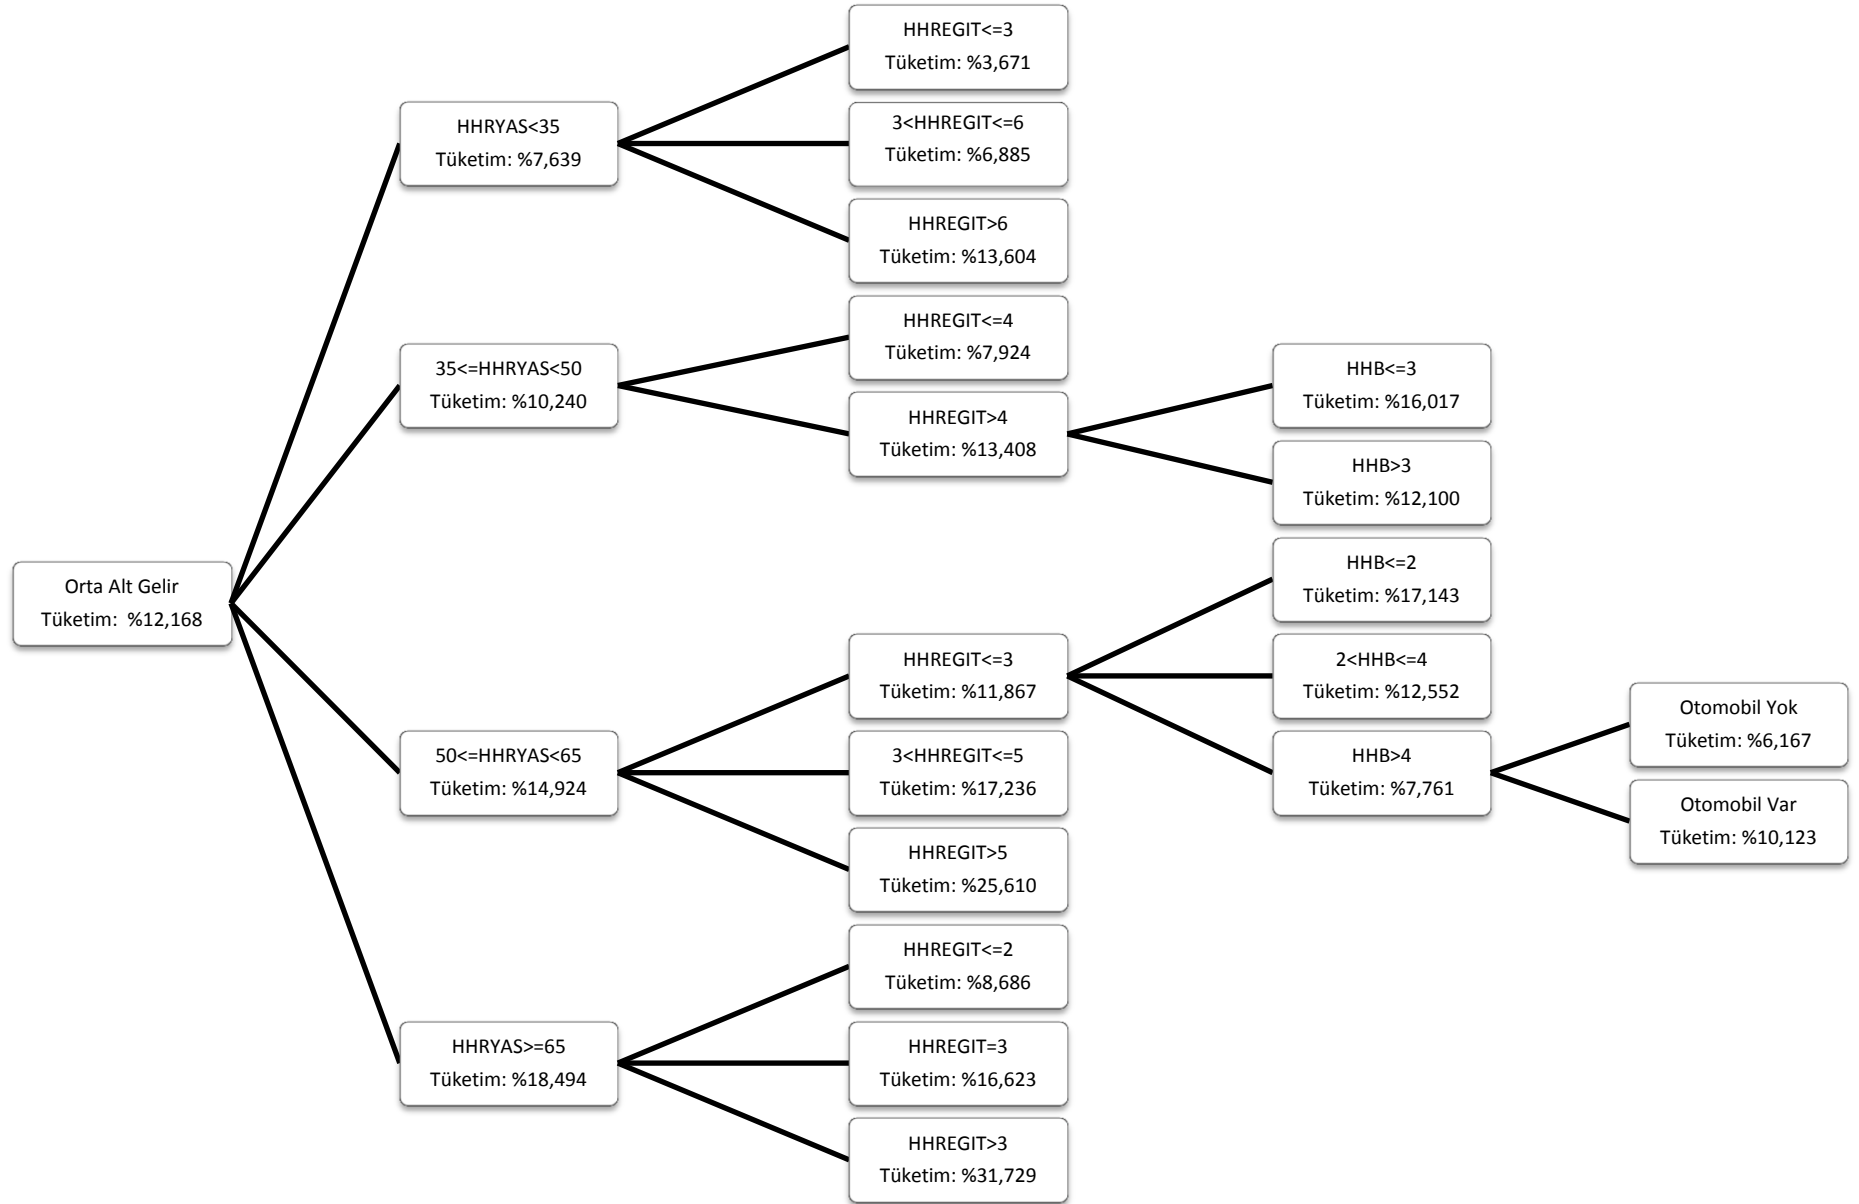 Orta Alt Gelir
Tüketim:  %12,168
HHRYAS<35
Tüketim: %7,639
35<=HHRYAS<50
Tüketim: %10,240
50<=HHRYAS<65
Tüketim: %14,924
HHRYAS>=65
Tüketim: %18,494
HHREGIT<=3
Tüketim: %3,671
3<HHREGIT<=6
Tüketim: %6,885
HHREGIT>6
Tüketim: %13,604
HHREGIT<=4
Tüketim: %7,924
HHREGIT>4
Tüketim: %13,408
HHREGIT<=3
Tüketim: %11,867
3<HHREGIT<=5
Tüketim: %17,236
HHREGIT>5
Tüketim: %25,610
HHREGIT<=2
Tüketim: %8,686
HHREGIT=3
Tüketim: %16,623
HHREGIT>3
Tüketim: %31,729
HHB<=3
Tüketim: %16,017
HHB>3
Tüketim: %12,100
HHB<=2
Tüketim: %17,143
2<HHB<=4
Tüketim: %12,552
HHB>4
Tüketim: %7,761
Otomobil Yok
Tüketim: %6,167
Otomobil Var
Tüketim: %10,123